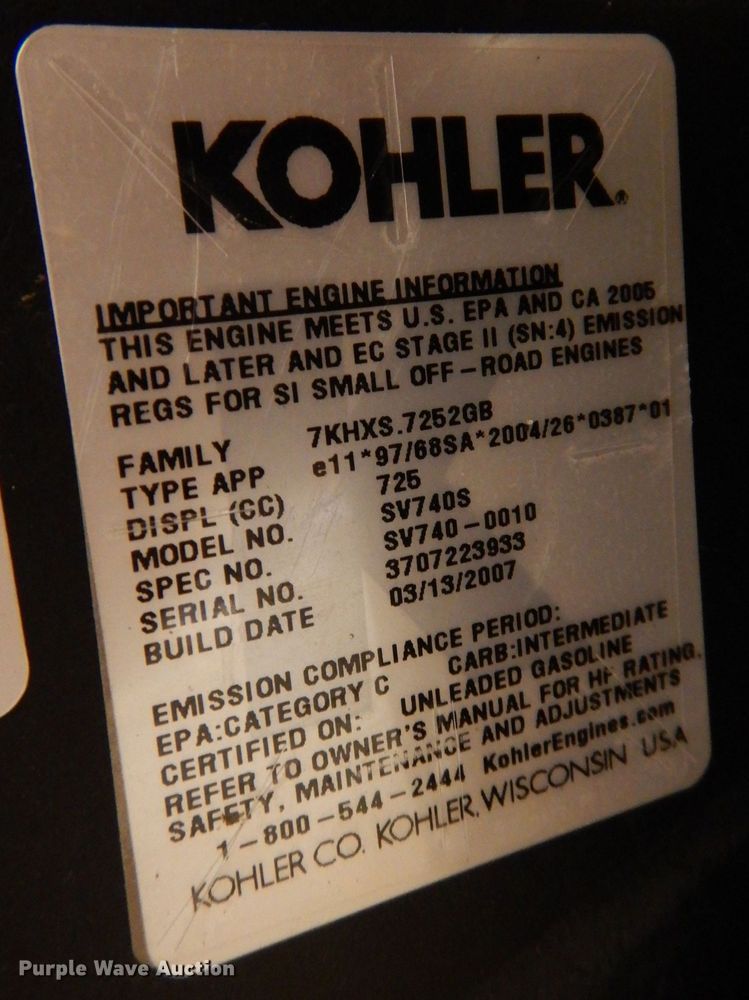 KOHLER®
IMPORTANT ENGINE INFORMATION
THIS ENGINE MEETS U.S. EPA AND CA 2005
AND LATER AND EC STAGE II (SN:4) EMISSION
REGS FOR SI SMALL OFF-ROAD ENGINES
FAMILY 7KHXS.7252GB
TYPE APP e11*97/68SA*2004/26*0387*01
DISPL (CC) 725
MODEL NO. SV740S
SPEC NO. SV740-0010
SERIAL NO. 3707223933
BUILD DATE 03/13/2007
EMISSION COMPLIANCE PERIOD:
EPA:CATEGORY C CARB:INTERMEDIATE
CERTIFIED ON: UNLEADED GASOLINE
REFER TO OWNER'S MANUAL FOR HP RATING,
SAFETY, MAINTENANCE AND ADJUSTMENTS
1-800-544-2444 KohlerEngines.com
KOHLER CO. KOHLER, WISCONSIN USA
Purple Wave Auction